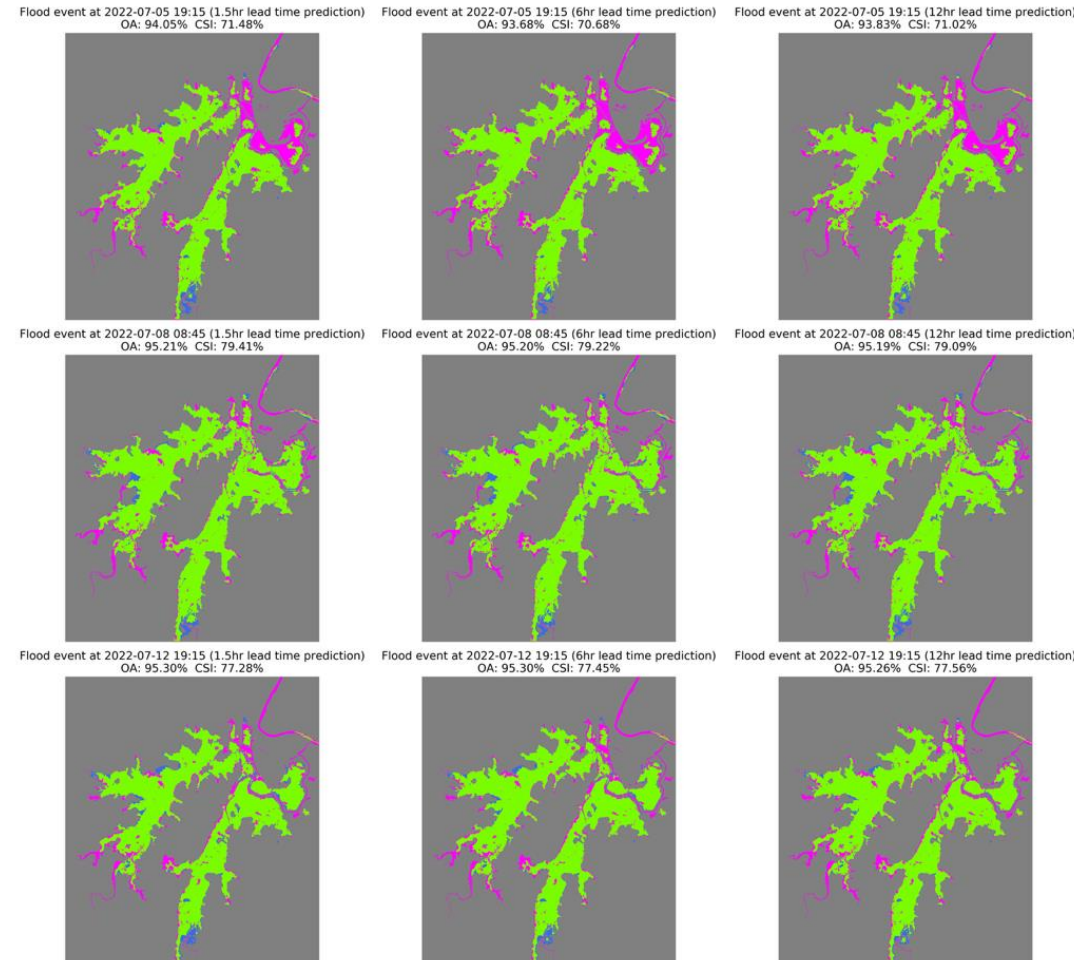 Flood event at 2022-07-05 19:15 (1.5hr lead time prediction)
OA: 94.05% CSI: 71.48%
Flood event at 2022-07-05 19:15 (6hr lead time prediction)
OA: 93.68% CSI: 70.68%
Flood event at 2022-07-05 19:15 (12hr lead time prediction)
OA: 93.83% CSI: 71.02%
Flood event at 2022-07-08 08:45 (1.5hr lead time prediction)
OA: 95.21% CSI: 79.41%
Flood event at 2022-07-08 08:45 (6hr lead time prediction)
OA: 95.20% CSI: 79.22%
Flood event at 2022-07-08 08:45 (12hr lead time prediction)
OA: 95.19% CSI: 79.09%
Flood event at 2022-07-12 19:15 (1.5hr lead time prediction)
OA: 95.30% CSI: 77.28%
Flood event at 2022-07-12 19:15 (6hr lead time prediction)
OA: 95.30% CSI: 77.45%
Flood event at 2022-07-12 19:15 (12hr lead time prediction)
OA: 95.26% CSI: 77.56%